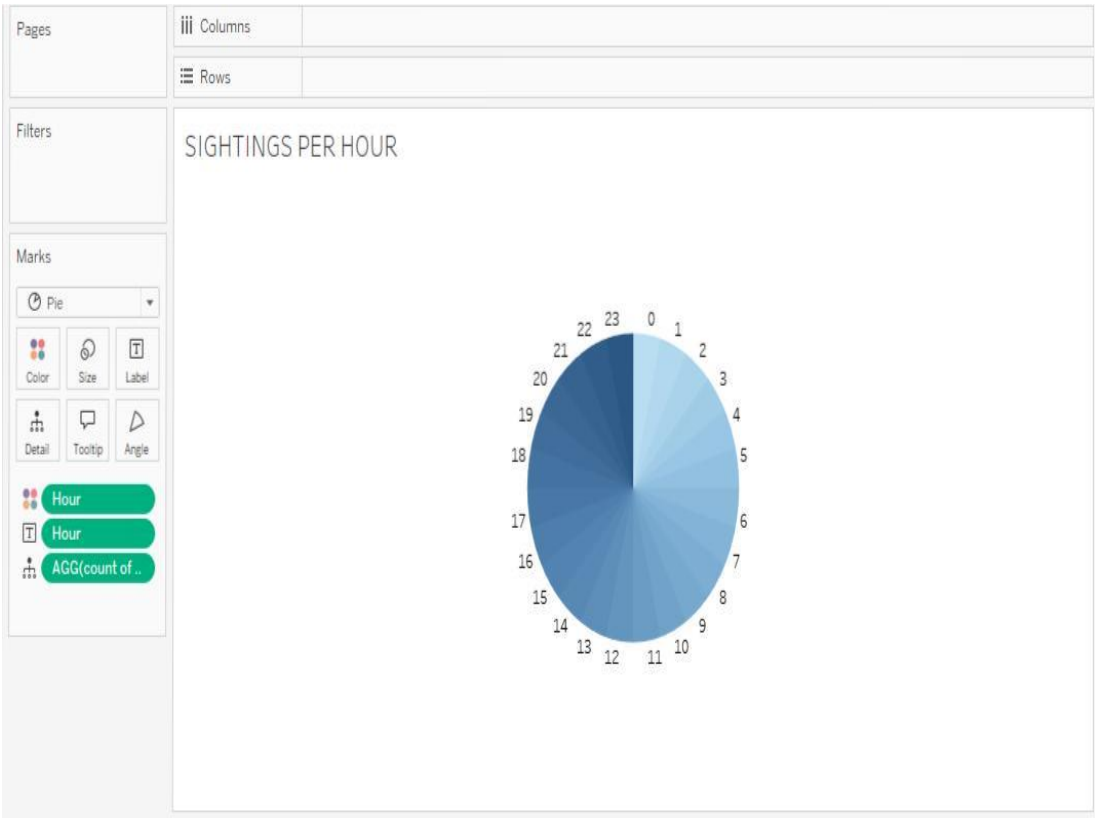 Pages
Columns
Rows
Filters
SIGHTINGS PER HOUR
Marks
Pie
Color Size Label
Detail Tooltip Angle
Hour
Hour
AGG(count of ..
0
1
2
3
4
5
6
7
8
9
10
11
12
13
14
15
16
17
18
19
20
21
22
23